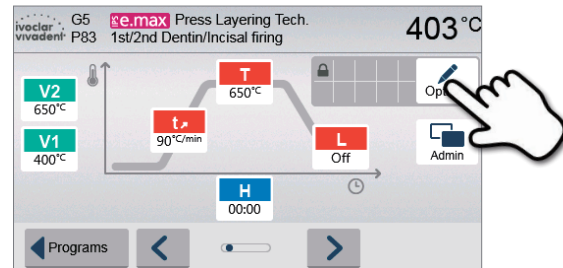 ivoclar vivadent
G5 IPS e.max Press Layering Tech.
P83 1st/2nd Dentin/Incisal firing
403 °C
V2
650°C
V1
400°C
t↗
90°C/min
T
650°C
L
Off
H
00:00
Admin
Programs